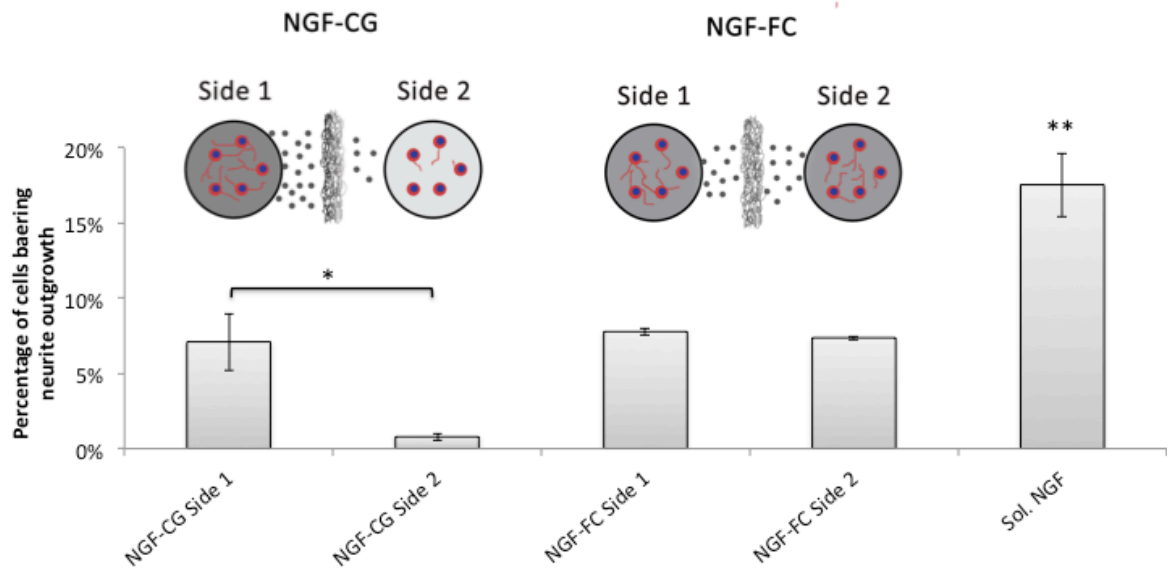 NGF-CG
NGF-FC
Side 1
Side 2
Side 1
Side 2
**
20%
15%
10%
5%
0%
*
Percentage of cells baering
neurite outgrowth
NGF-CG Side 1
NGF-CG Side 2
NGF-FC Side 1
NGF-FC Side 2
Sol. NGF